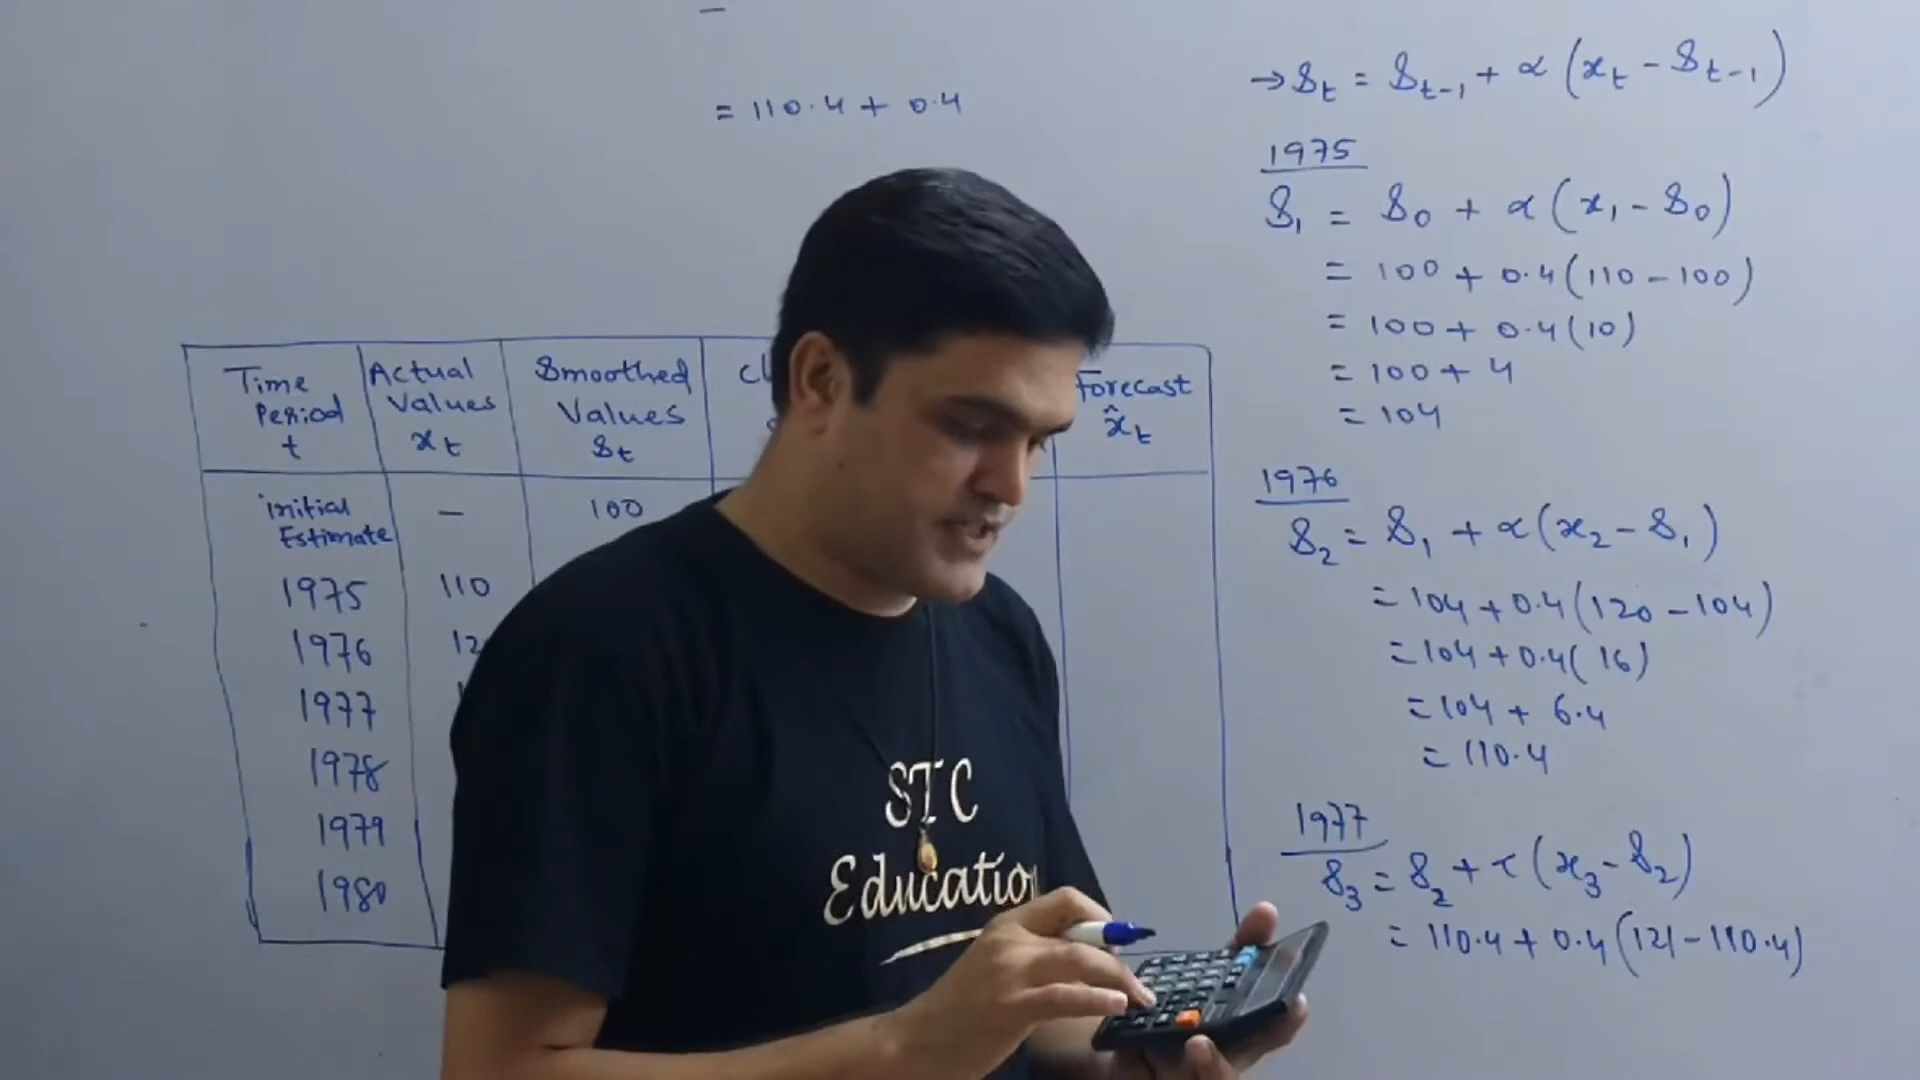 = 110.4 + 0.4
Time Period t
Actual Values xₜ
Smoothed Values Sₜ
Forecast x̂ₜ
initial Estimate — 100
1975 110
1976
1977
1978
1979
1980
→ Sₜ = Sₜ₋₁ + α (xₜ - Sₜ₋₁)
1975
S₁ = S₀ + α (x₁ - S₀)
= 100 + 0.4 (110 - 100)
= 100 + 0.4 (10)
= 100 + 4
= 104
1976
S₂ = S₁ + α (x₂ - S₁)
= 104 + 0.4 (120 - 104)
= 104 + 0.4 (16)
= 104 + 6.4
= 110.4
1977
S₃ = S₂ + α (x₃ - S₂)
= 110.4 + 0.4 (121 - 110.4)
STC
Education